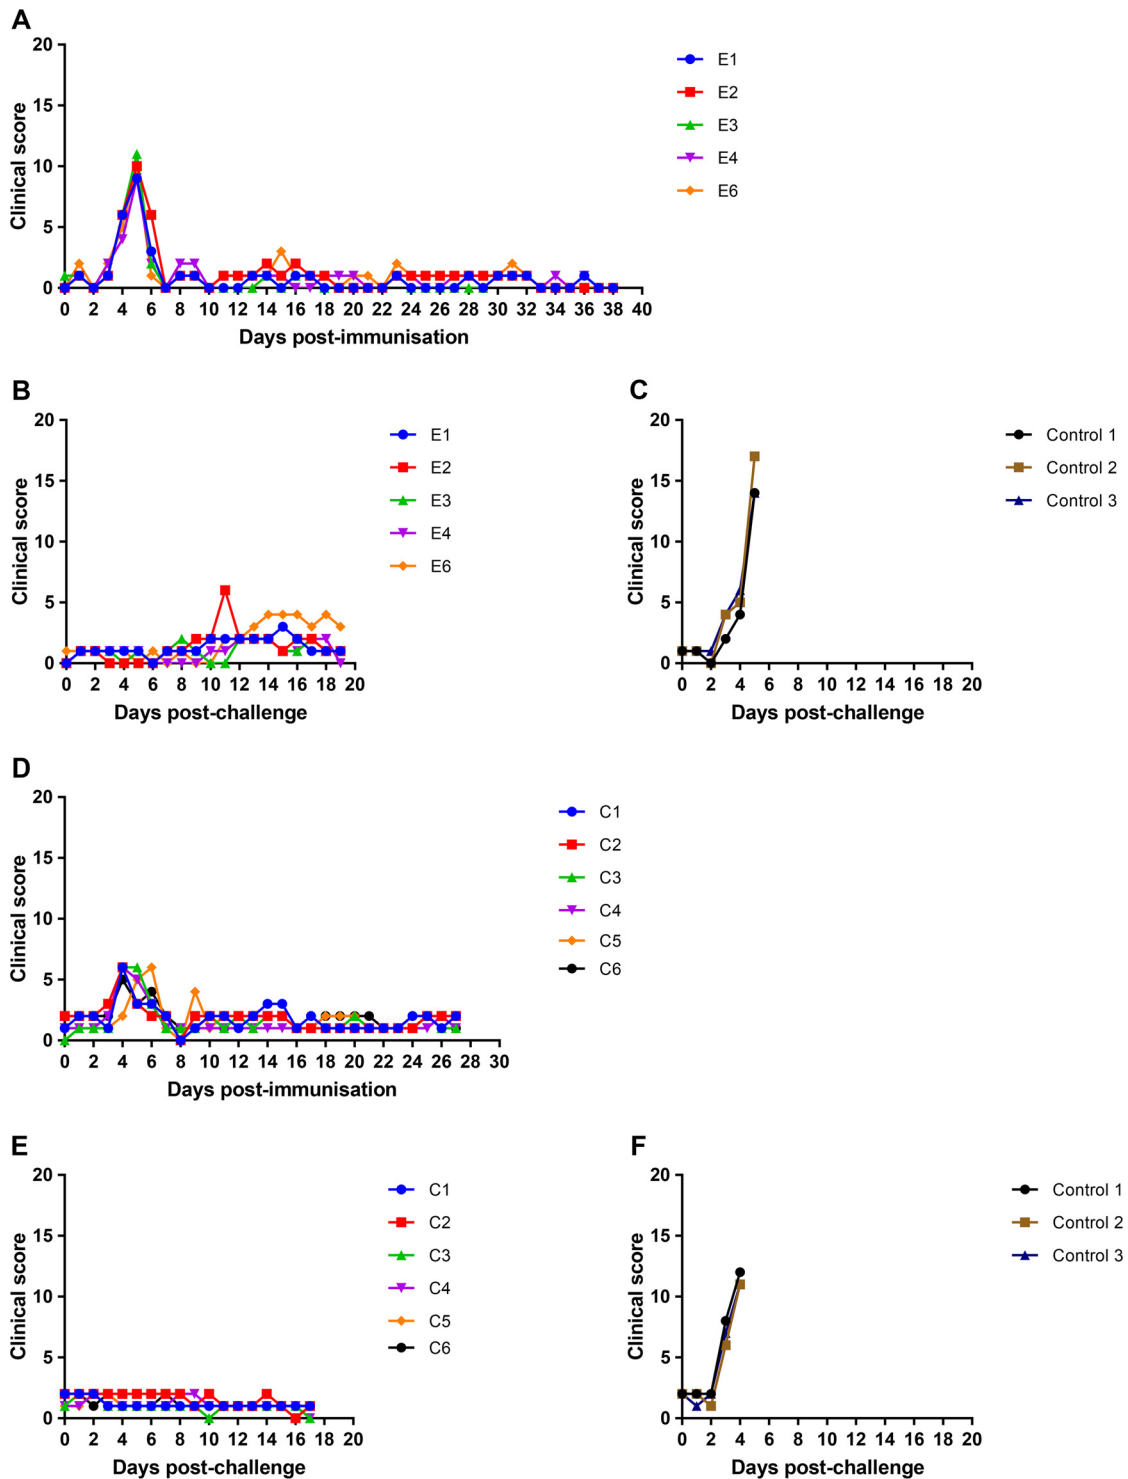 A
20
15
10
5
0
Clinical score
0 2 4 6 8 10 12 14 16 18 20 22 24 26 28 30 32 34 36 38 40
Days post-immunisation
E1
E2
E3
E4
E6
B
20
15
10
5
0
Clinical score
0 2 4 6 8 10 12 14 16 18 20
Days post-challenge
E1
E2
E3
E4
E6
C
20
15
10
5
0
Clinical score
0 2 4 6 8 10 12 14 16 18 20
Days post-challenge
Control 1
Control 2
Control 3
D
20
15
10
5
0
Clinical score
0 2 4 6 8 10 12 14 16 18 20 22 24 26 28 30
Days post-immunisation
C1
C2
C3
C4
C5
C6
E
20
15
10
5
0
Clinical score
0 2 4 6 8 10 12 14 16 18 20
Days post-challenge
C1
C2
C3
C4
C5
C6
F
20
15
10
5
0
Clinical score
0 2 4 6 8 10 12 14 16 18 20
Days post-challenge
Control 1
Control 2
Control 3